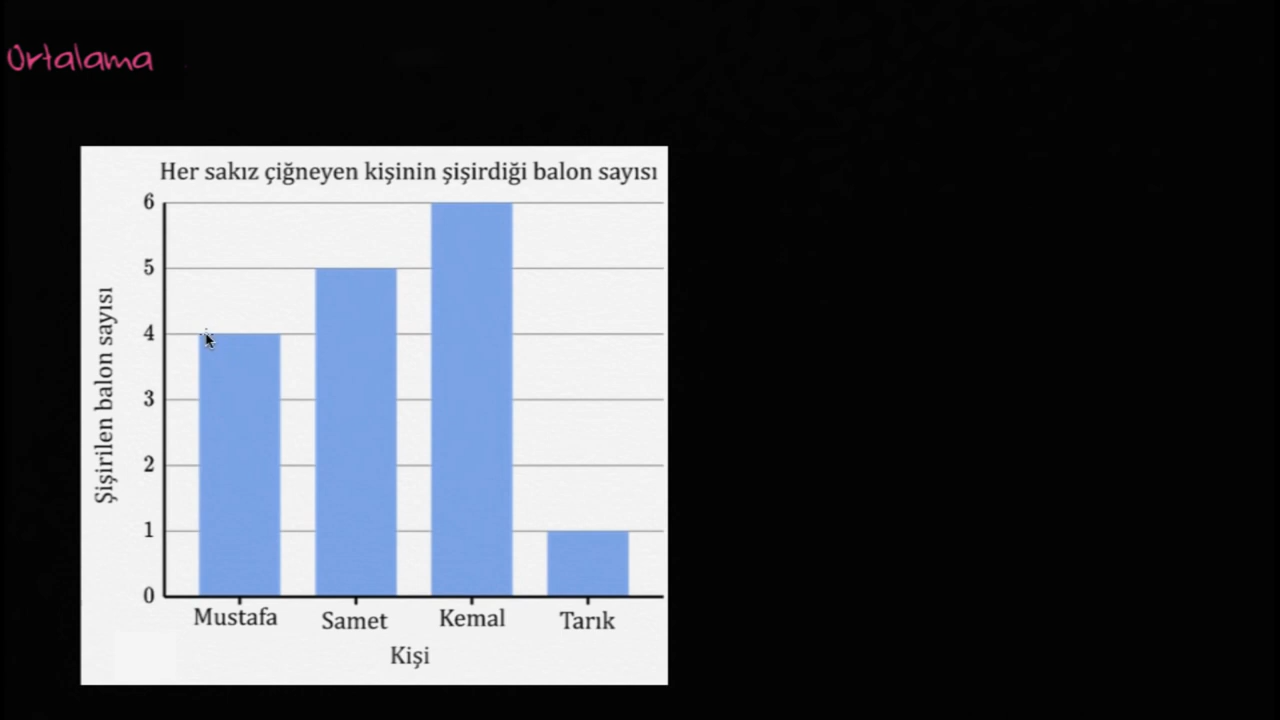 Ortalama
Her sakız çiğneyen kişinin şişirdiği balon sayısı
Şişirilen balon sayısı
6
5
4
3
2
1
0
Mustafa Samet Kemal Tarık
Kişi